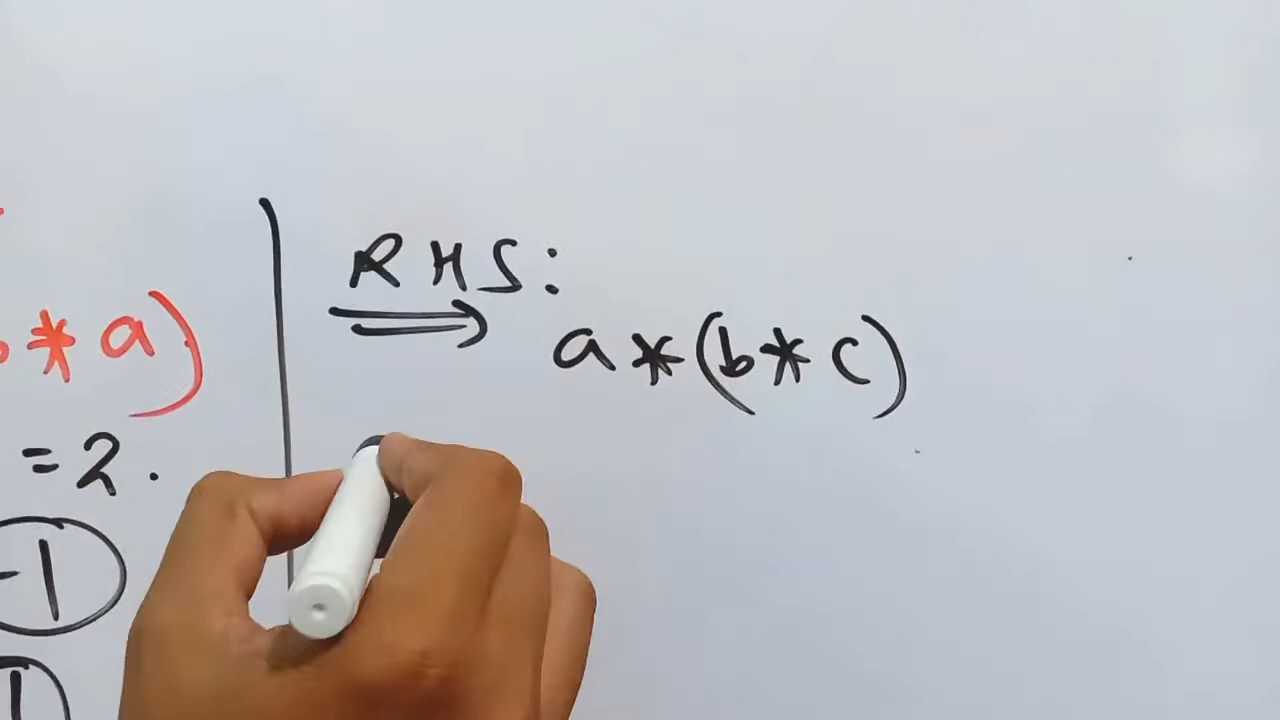 RHS:
a * (b * c)
* a)
= 2.
-1